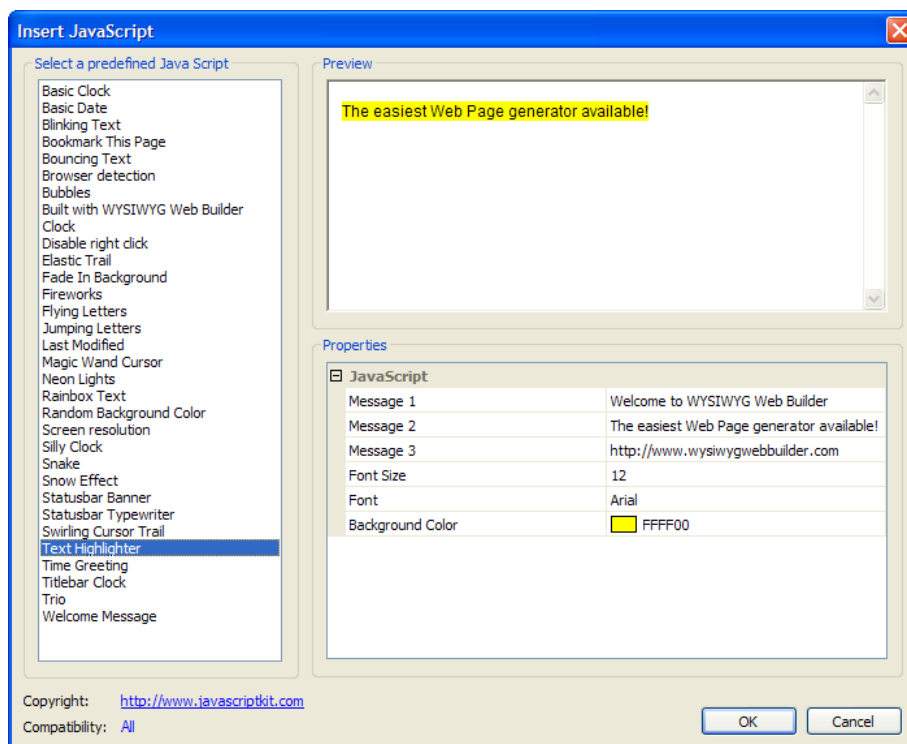 Insert JavaScript
Select a predefined Java Script
Basic Clock
Basic Date
Blinking Text
Bookmark This Page
Bouncing Text
Browser detection
Bubbles
Built with WYSIWYG Web Builder
Clock
Disable right click
Elastic Trail
Fade In Background
Fireworks
Flying Letters
Jumping Letters
Last Modified
Magic Wand Cursor
Neon Lights
Rainbox Text
Random Background Color
Screen resolution
Silly Clock
Snake
Snow Effect
Statusbar Banner
Statusbar Typewriter
Swirling Cursor Trail
Text Highlighter
Time Greeting
Titlebar Clock
Trio
Welcome Message
Preview
The easiest Web Page generator available!
Properties
JavaScript
Message 1 Welcome to WYSIWYG Web Builder
Message 2 The easiest Web Page generator available!
Message 3 http://www.wysiwygwebbuilder.com
Font Size 12
Font Arial
Background Color FFFF00
Copyright: http://www.javascriptkit.com
Compatibility: All
OK Cancel